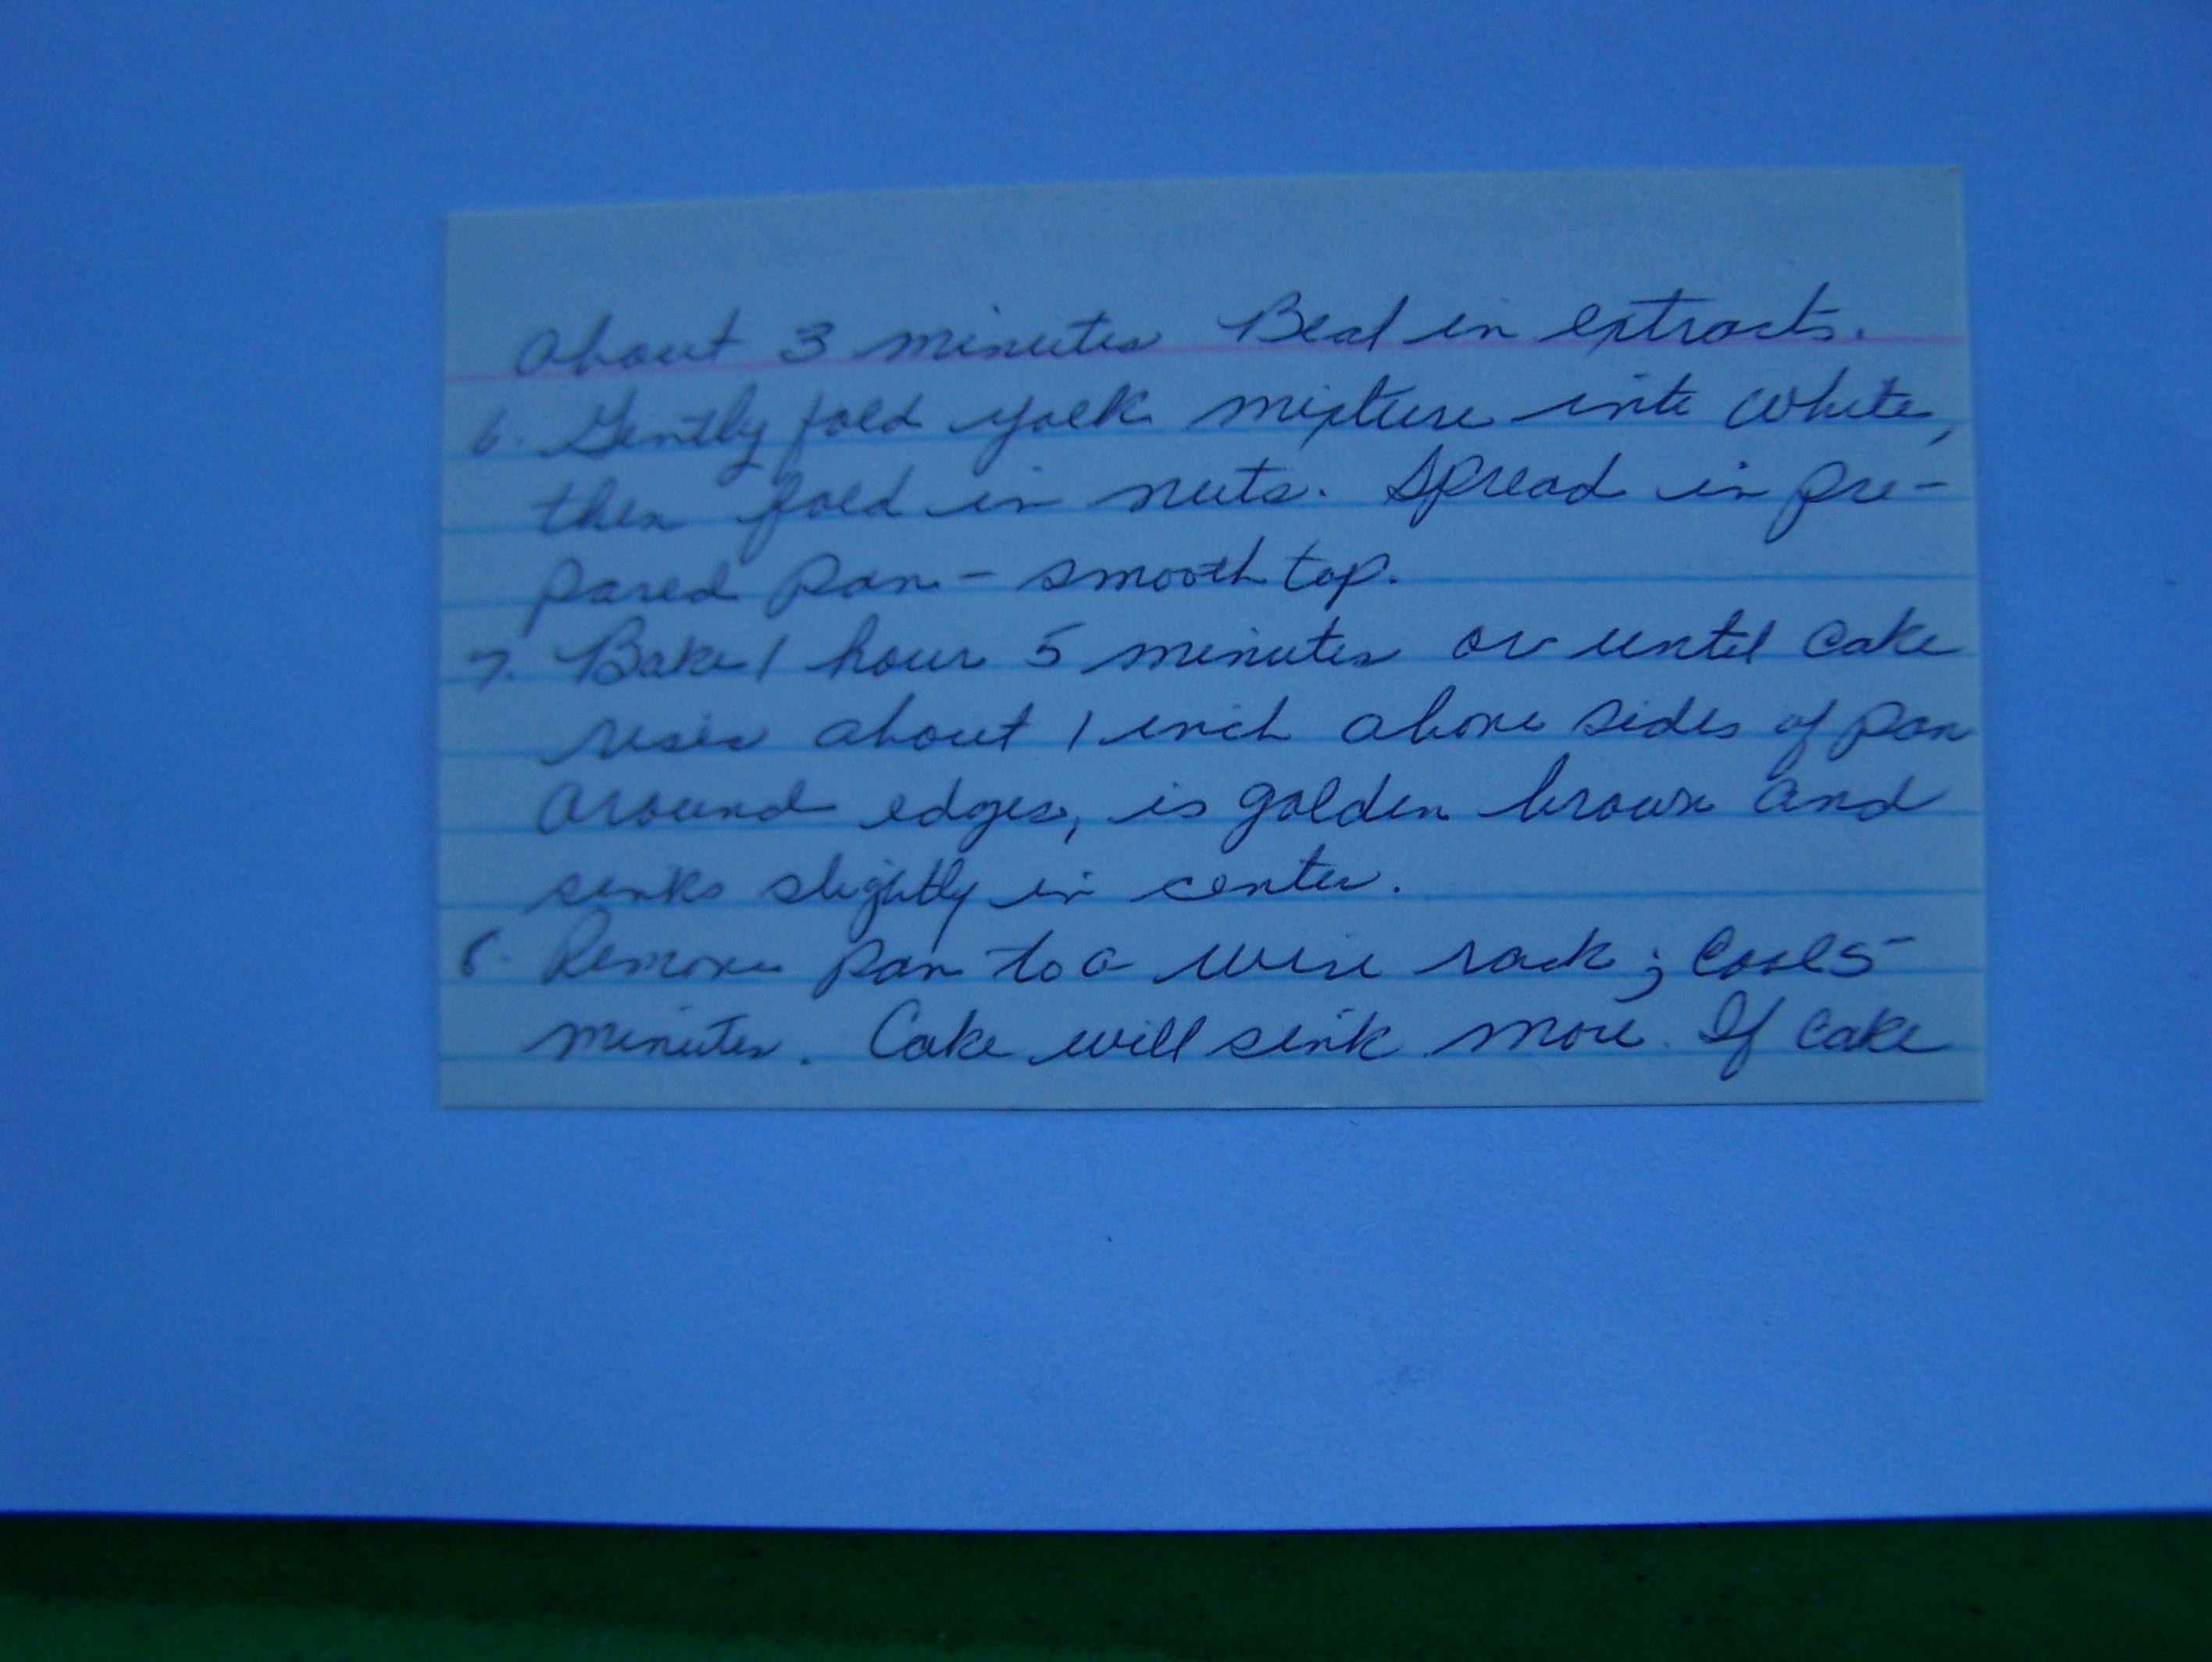 about 3 minutes Beat in extracts.
6. Gently fold yolk mixture into white,
then fold in nuts. Spread in pre-
pared pan - smooth top.
7. Bake 1 hour 5 minutes or until cake
rises about 1 inch above sides of pan
around edges, is golden brown and
sinks slightly in center.
8. Remove pan to a wire rack; cool 5
minutes. Cake will sink more. If cake